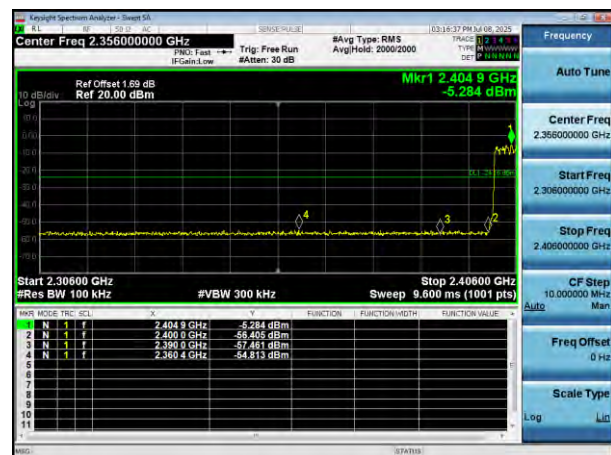 Keysight Spectrum Analyzer - Swept SA
RL RF 50 Ω AC SENSE:PULSE 03:16:37 PM Jul 08, 2025
Center Freq 2.356000000 GHz
PNO: Fast
IFGain:Low
Trig: Free Run
#Atten: 30 dB
#Avg Type: RMS
Avg|Hold: 2000/2000
TRACE 1 2 3 4 5 6
TYPE M
DET P N N N N N
Ref Offset 1.69 dB
Ref 20.00 dBm
10 dB/div
Log
Mkr1 2.404 9 GHz
-5.284 dBm
1
2
3
4
Start 2.30600 GHz
Stop 2.40600 GHz
#Res BW 100 kHz
#VBW 300 kHz
Sweep 9.600 ms (1001 pts)
MKR MODE TRC SCL X Y FUNCTION FUNCTION WIDTH FUNCTION VALUE
1 N 1 f 2.404 9 GHz -5.284 dBm
2 N 1 f 2.400 0 GHz -56.405 dBm
3 N 1 f 2.390 0 GHz -57.461 dBm
4 N 1 f 2.360 4 GHz -54.813 dBm
5
6
7
8
9
10
11
MSG STATUS
Frequency
Auto Tune
Center Freq
2.356000000 GHz
Start Freq
2.306000000 GHz
Stop Freq
2.406000000 GHz
CF Step
10.000000 MHz
Auto Man
Freq Offset
0 Hz
Scale Type
Log Lin